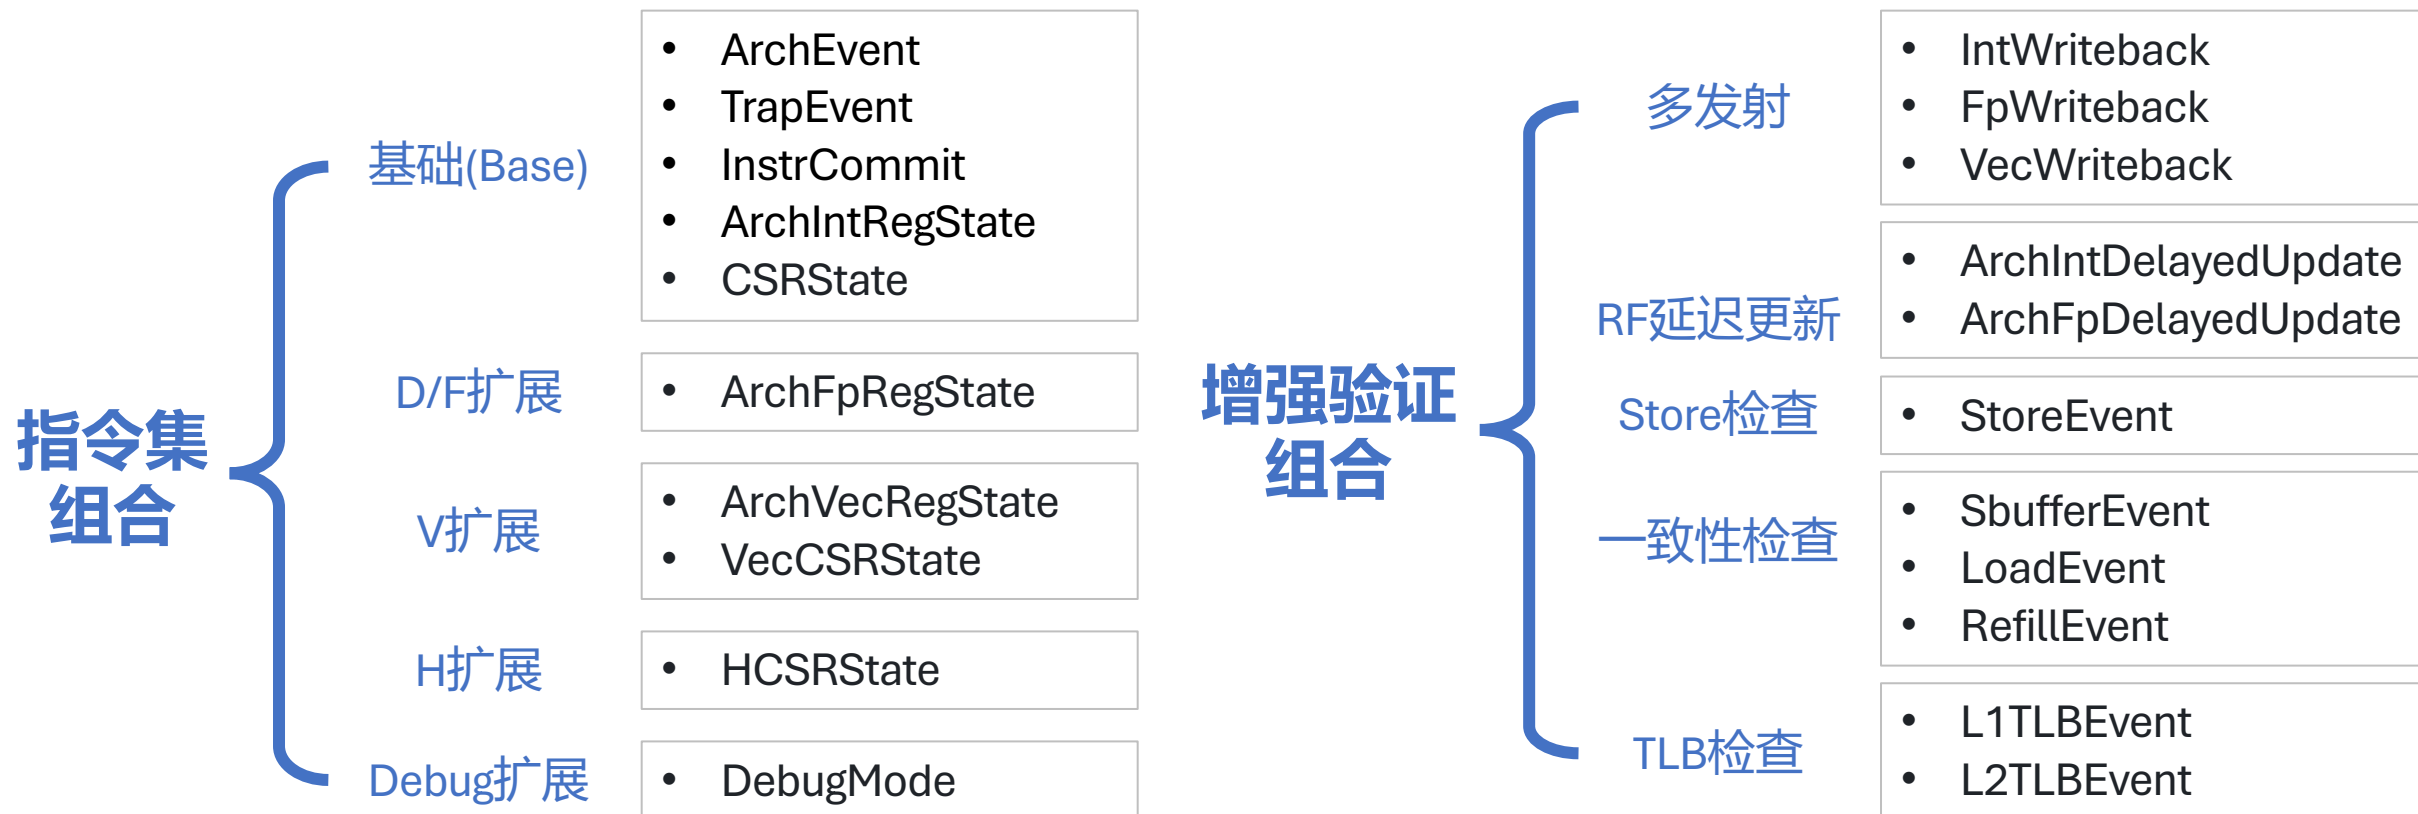 指令集
组合
基础(Base)
• ArchEvent
• TrapEvent
• InstrCommit
• ArchIntRegState
• CSRState
D/F扩展
• ArchFpRegState
V扩展
• ArchVecRegState
• VecCSRState
H扩展
• HCSRState
Debug扩展
• DebugMode
增强验证
组合
多发射
• IntWriteback
• FpWriteback
• VecWriteback
RF延迟更新
• ArchIntDelayedUpdate
• ArchFpDelayedUpdate
Store检查
• StoreEvent
一致性检查
• SbufferEvent
• LoadEvent
• RefillEvent
TLB检查
• L1TLBEvent
• L2TLBEvent